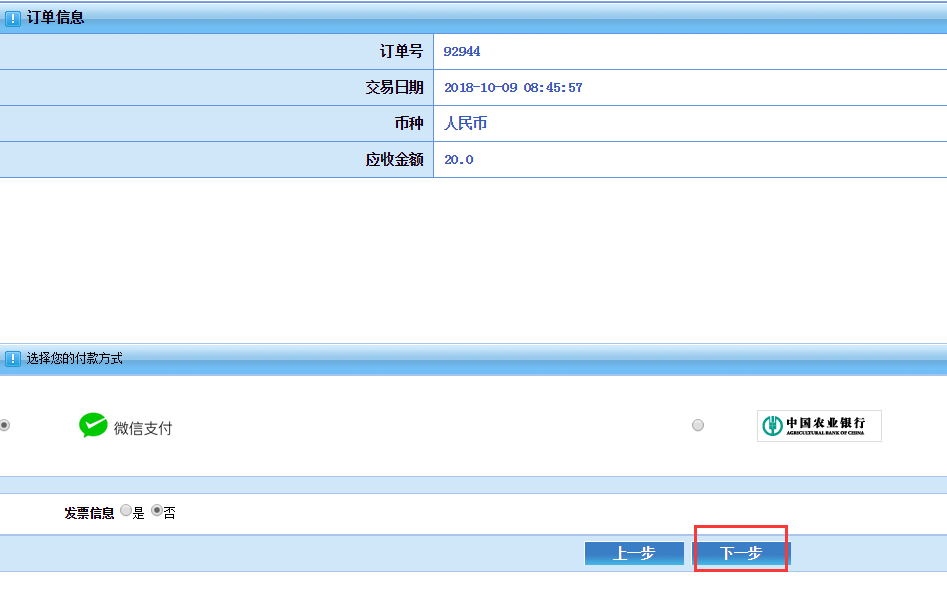 订单信息
订单号 92944
交易日期 2018-10-09 08:45:57
币种 人民币
应收金额 20.0
选择您的付款方式
微信支付 中国农业银行
AGRICULTURAL BANK OF CHINA
发票信息 是 否
上一步 下一步